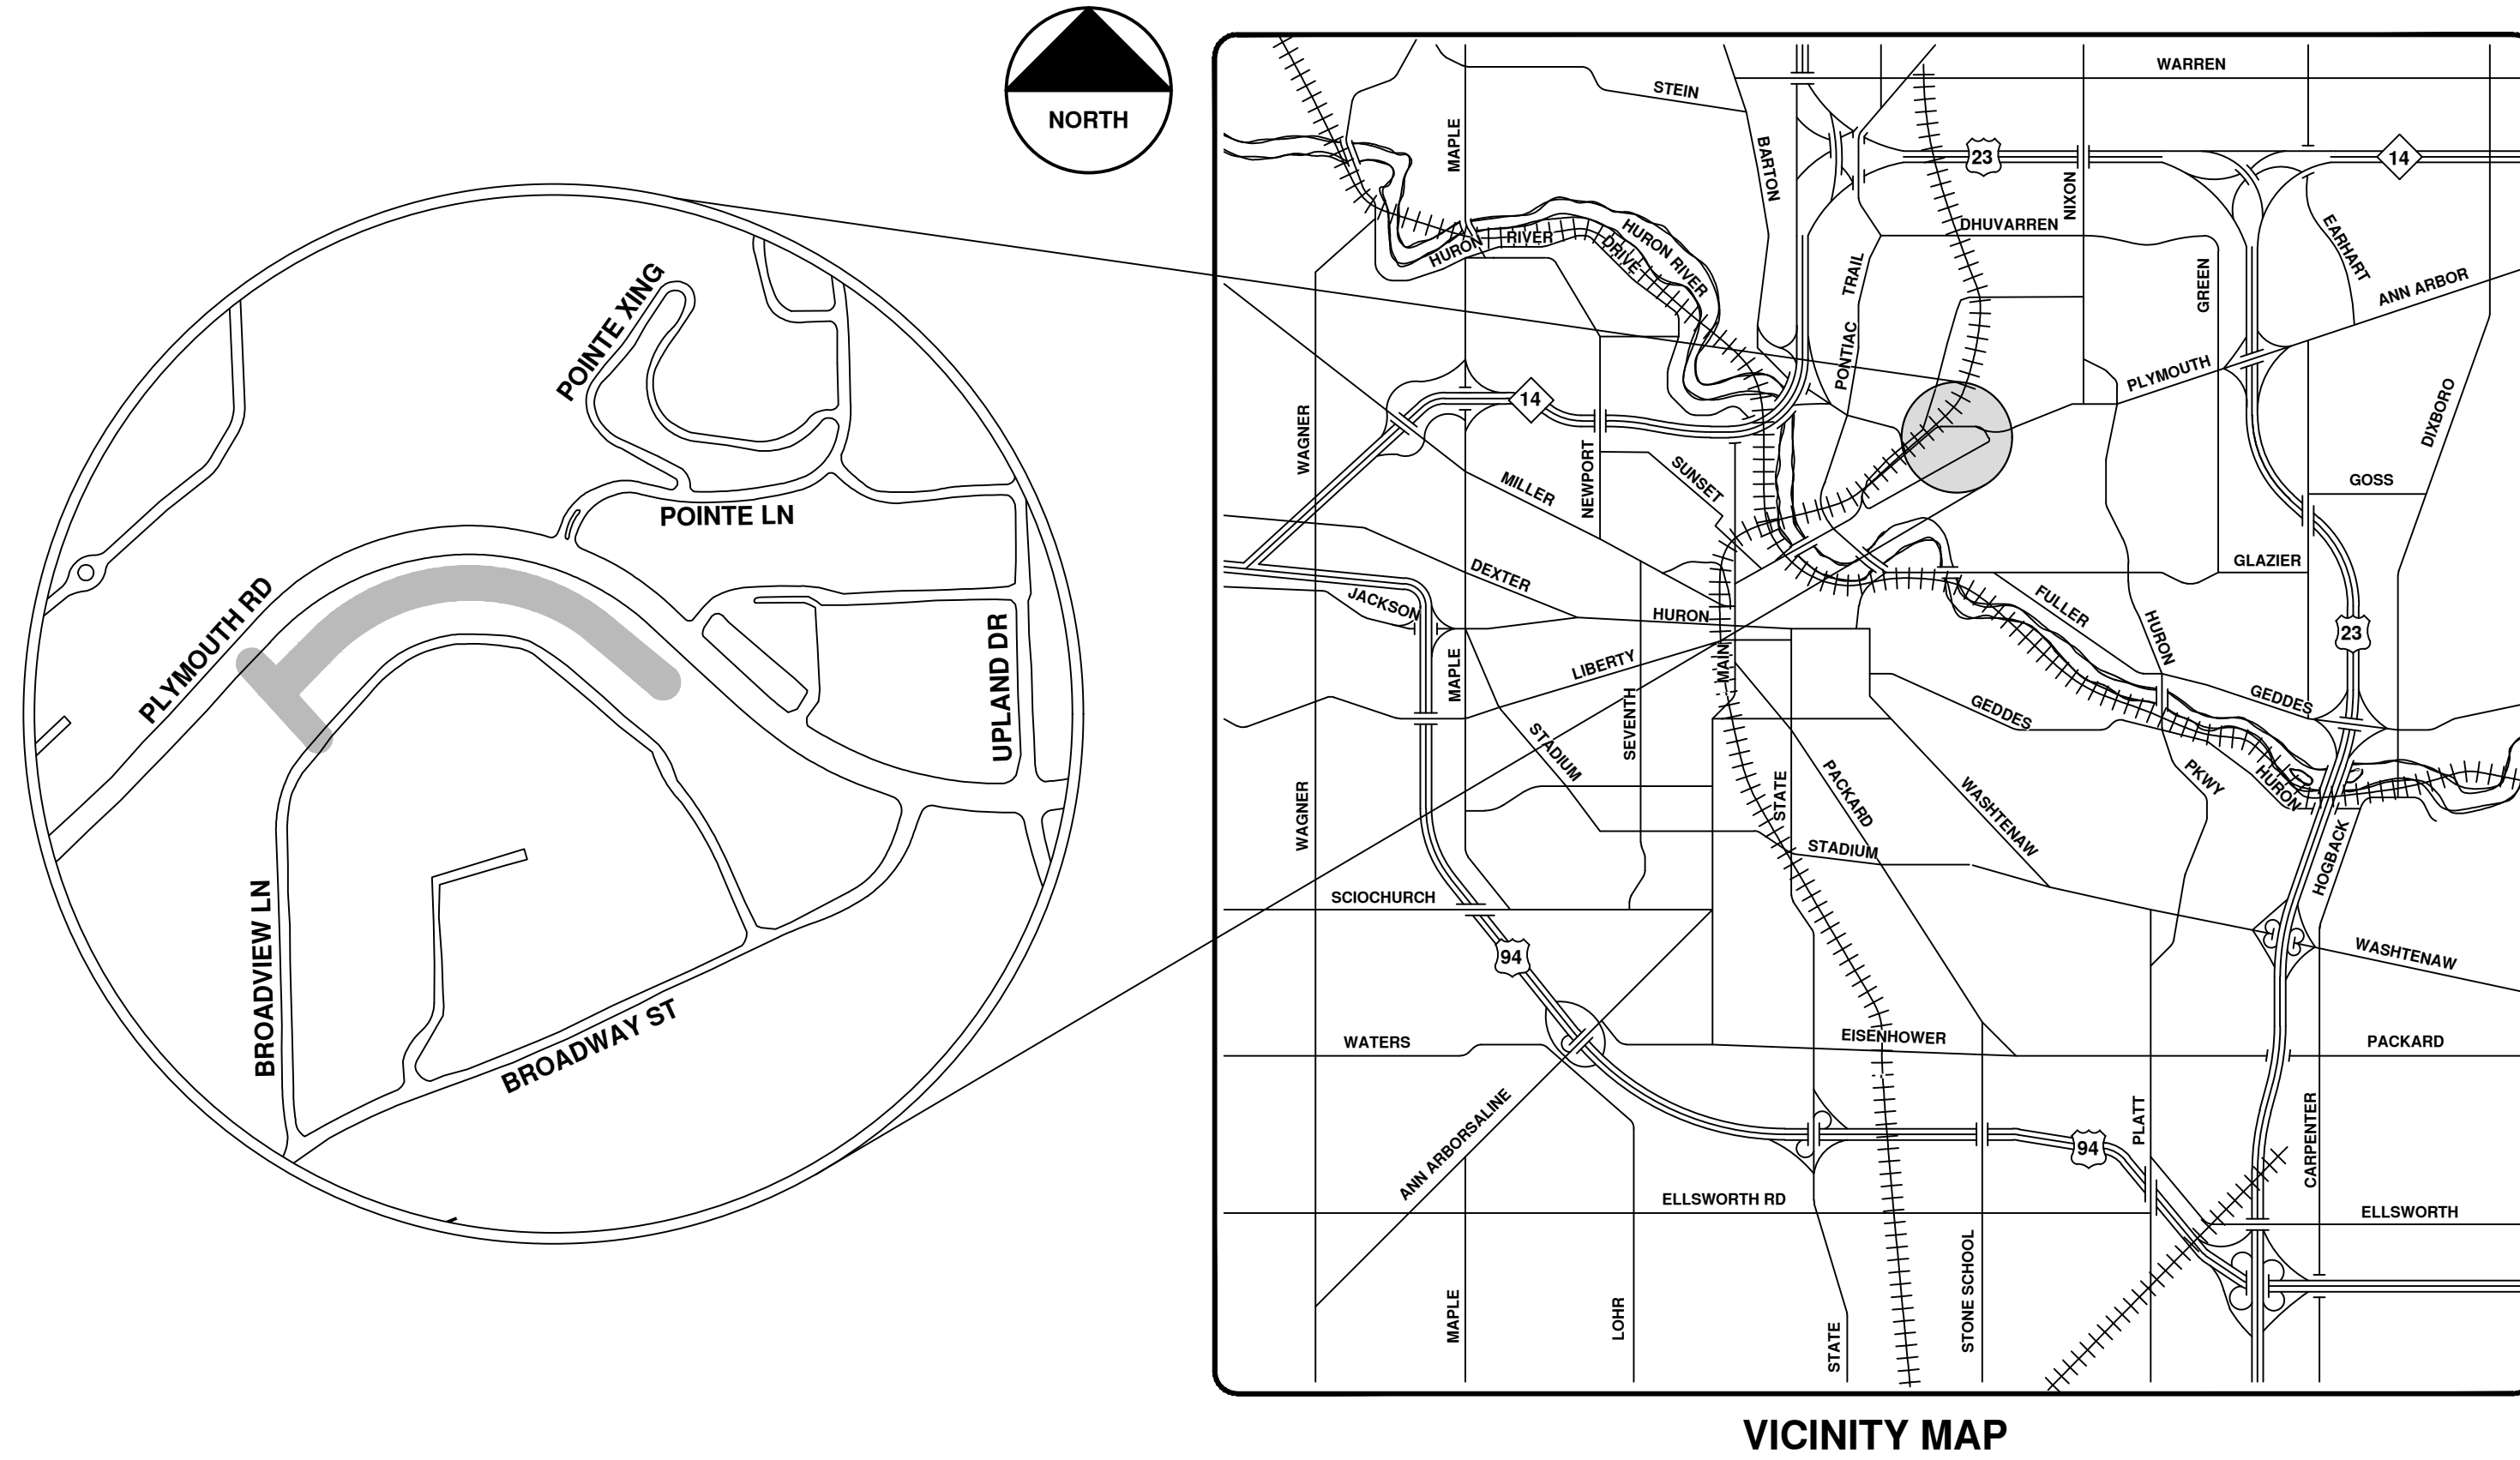 NORTH
POINTE XING
POINTE LN
PLYMOUTH RD
UPLAND DR
BROADVIEW LN
BROADWAY ST
WARREN
STEIN
MAPLE
BARTON
23
14
NIXON
DHUVARREN
EARHART
HURON
RIVER
DRIVE
HURON RIVER
TRAIL
PONTIAC
GREEN
ANN ARBOR
PLYMOUTH
DIXBORO
14
WAGNER
NEWPORT
SUNSET
MILLER
GOSS
GLAZIER
DEXTER
JACKSON
HURON
FULLER
HURON
23
LIBERTY
MAIN
MAPLE
SEVENTH
STADIUM
GEDDES
GEDDES
PKWY
HURON
WAGNER
STATE
PACKARD
WASHTENAW
STADIUM
HOGBACK
SCIOCHURCH
94
WASHTENAW
WATERS
EISENHOWER
PACKARD
ANN ARBORSALINE
PLATT
94
CARPENTER
ELLSWORTH RD
ELLSWORTH
MAPLE
LOHR
STATE
STONE SCHOOL
VICINITY MAP